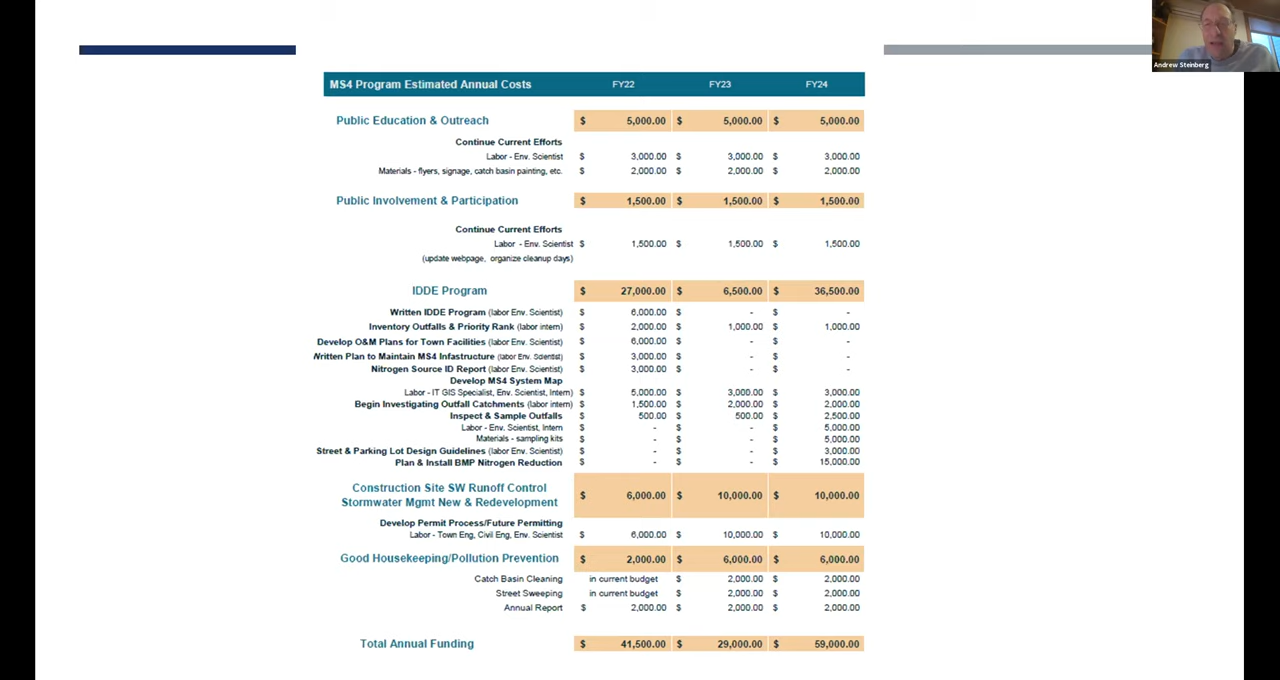 Andrew Steinberg
MS4 Program Estimated Annual Costs FY22 FY23 FY24
Public Education & Outreach $ 5,000.00 $ 5,000.00 $ 5,000.00
Continue Current Efforts
Labor - Env. Scientist $ 3,000.00 $ 3,000.00 $ 3,000.00
Materials - flyers, signage, catch basin painting, etc. $ 2,000.00 $ 2,000.00 $ 2,000.00
Public Involvement & Participation $ 1,500.00 $ 1,500.00 $ 1,500.00
Continue Current Efforts
Labor - Env. Scientist $ 1,500.00 $ 1,500.00 $ 1,500.00
(update webpage, organize cleanup days)
IDDE Program $ 27,000.00 $ 6,500.00 $ 36,500.00
Written IDDE Program (labor Env. Scientist) $ 6,000.00 $ - $ -
Inventory Outfalls & Priority Rank (labor intern) $ 2,000.00 $ 1,000.00 $ 1,000.00
Develop O&M Plans for Town Facilities (labor Env. Scientist) $ 6,000.00 $ - $ -
Written Plan to Maintain MS4 Infastructure (labor Env. Scientist) $ 3,000.00 $ - $ -
Nitrogen Source ID Report (labor Env. Scientist) $ 3,000.00 $ - $ -
Develop MS4 System Map
Labor - IT GIS Specialist, Env. Scientist, Intern) $ 5,000.00 $ 3,000.00 $ 3,000.00
Begin Investigating Outfall Catchments (labor intern) $ 1,500.00 $ 2,000.00 $ 2,000.00
Inspect & Sample Outfalls $ 500.00 $ 500.00 $ 2,500.00
Labor - Env. Scientist, Intern $ - $ - $ 5,000.00
Materials - sampling kits $ - $ - $ 5,000.00
Street & Parking Lot Design Guidelines (labor Env. Scientist) $ - $ - $ 3,000.00
Plan & Install BMP Nitrogen Reduction $ - $ - $ 15,000.00
Construction Site SW Runoff Control
Stormwater Mgmt New & Redevelopment $ 6,000.00 $ 10,000.00 $ 10,000.00
Develop Permit Process/Future Permitting
Labor - Town Eng, Civil Eng, Env. Scientist $ 6,000.00 $ 10,000.00 $ 10,000.00
Good Housekeeping/Pollution Prevention $ 2,000.00 $ 6,000.00 $ 6,000.00
Catch Basin Cleaning in current budget $ 2,000.00 $ 2,000.00
Street Sweeping in current budget $ 2,000.00 $ 2,000.00
Annual Report $ 2,000.00 $ 2,000.00 $ 2,000.00
Total Annual Funding $ 41,500.00 $ 29,000.00 $ 59,000.00